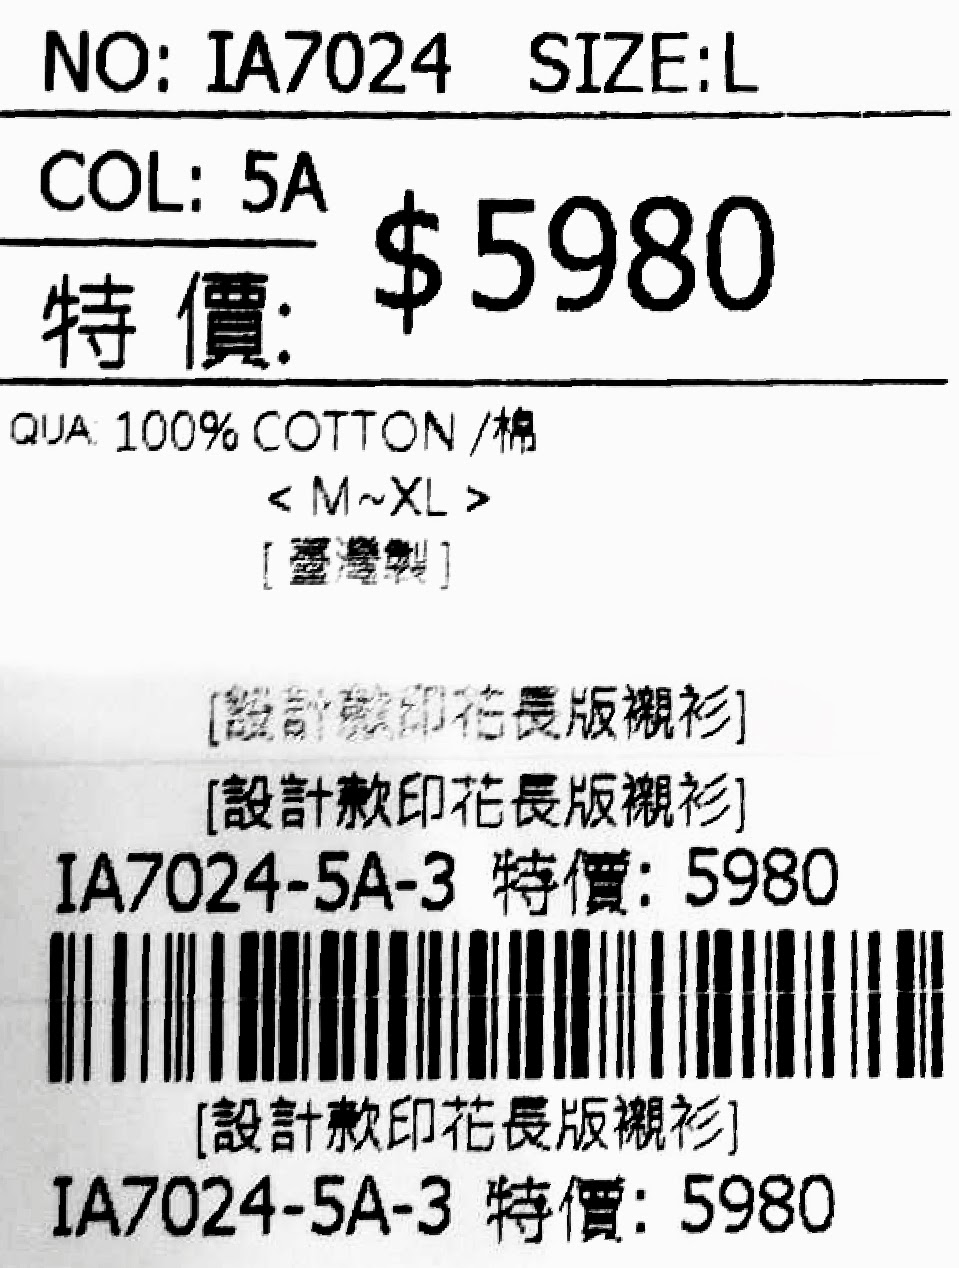 NO: IA7024 SIZE:L
COL: 5A
$5980
特價:
QUA: 100% COTTON /棉
< M~XL >
[ 臺灣製 ]
[設計款印花長版襯衫]
[設計款印花長版襯衫]
IA7024-5A-3 特價: 5980
[設計款印花長版襯衫]
IA7024-5A-3 特價: 5980